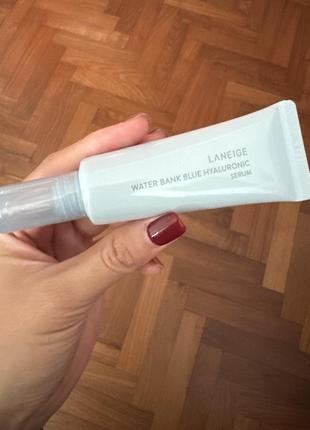 LANEIGE
WATER BANK BLUE HYALURONIC
SERUM